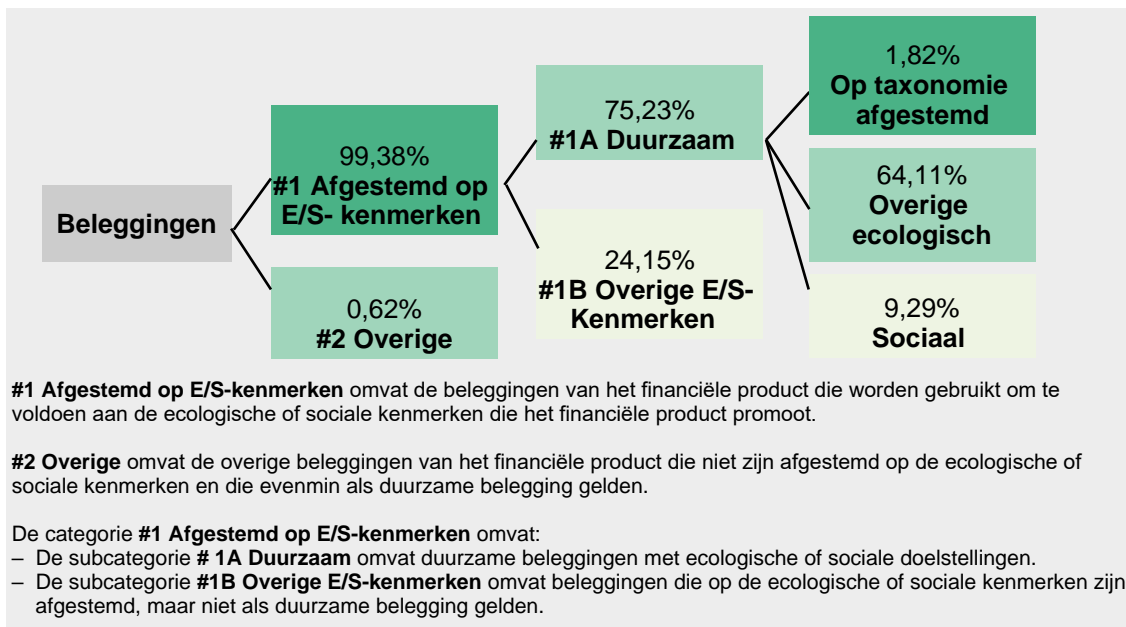 Beleggingen
99,38%
#1 Afgestemd op
E/S- kenmerken
0,62%
#2 Overige
75,23%
#1A Duurzaam
24,15%
#1B Overige E/S-
Kenmerken
1,82%
Op taxonomie
afgestemd
64,11%
Overige
ecologisch
9,29%
Sociaal
#1 Afgestemd op E/S-kenmerken omvat de beleggingen van het financiële product die worden gebruikt om te
voldoen aan de ecologische of sociale kenmerken die het financiële product promoot.
#2 Overige omvat de overige beleggingen van het financiële product die niet zijn afgestemd op de ecologische of
sociale kenmerken en die evenmin als duurzame belegging gelden.
De categorie #1 Afgestemd op E/S-kenmerken omvat:
– De subcategorie # 1A Duurzaam omvat duurzame beleggingen met ecologische of sociale doelstellingen.
– De subcategorie #1B Overige E/S-kenmerken omvat beleggingen die op de ecologische of sociale kenmerken zijn
afgestemd, maar niet als duurzame belegging gelden.